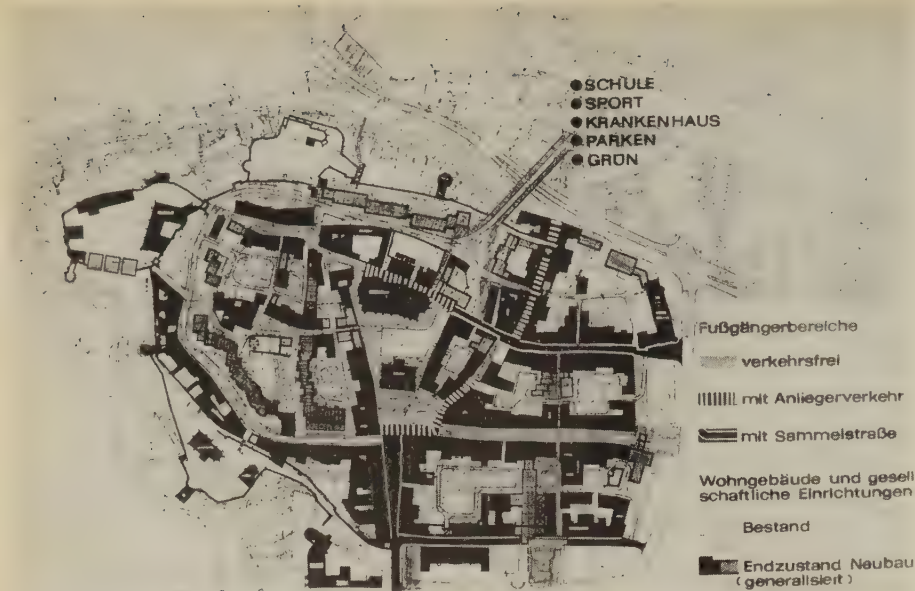 SCHULE
SPORT
KRANKENHAUS
PARKEN
GRÜN
Fußgängerbereiche
verkehrsfrei
mit Anliegerverkehr
mit Sammelstraße
Wohngebäude und gesell
schaftliche Einrichtungen
Bestand
Endzustand Neubau
(generalisiert)